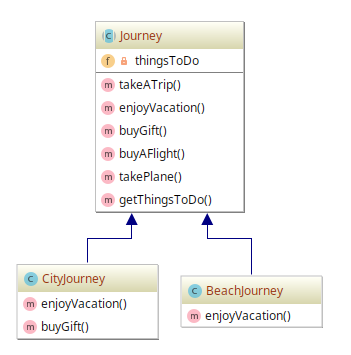 C Journey
f thingsToDo
m takeATrip()
m enjoyVacation()
m buyGift()
m buyAFlight()
m takePlane()
m getThingsToDo()
C CityJourney
m enjoyVacation()
m buyGift()
C BeachJourney
m enjoyVacation()